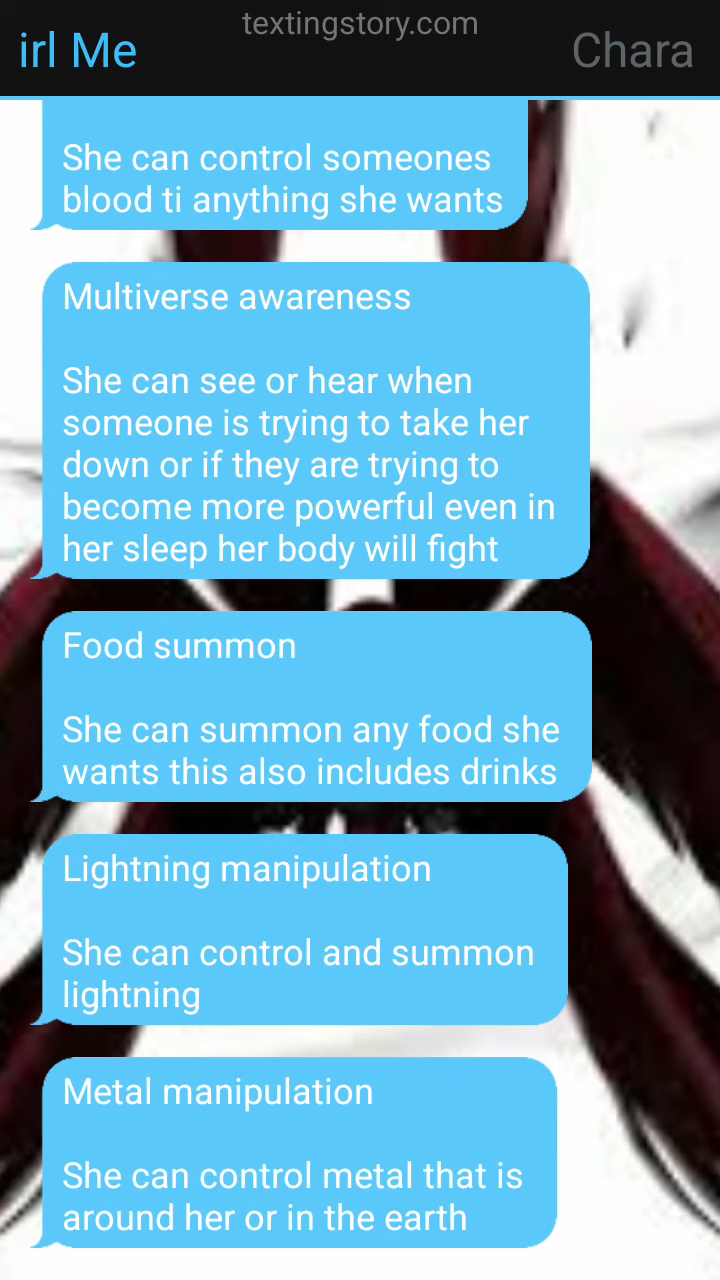 textingstory.com
irl Me
Chara
She can control someones
blood ti anything she wants
Multiverse awareness
She can see or hear when
someone is trying to take her
down or if they are trying to
become more powerful even in
her sleep her body will fight
Food summon
She can summon any food she
wants this also includes drinks
Lightning manipulation
She can control and summon
lightning
Metal manipulation
She can control metal that is
around her or in the earth